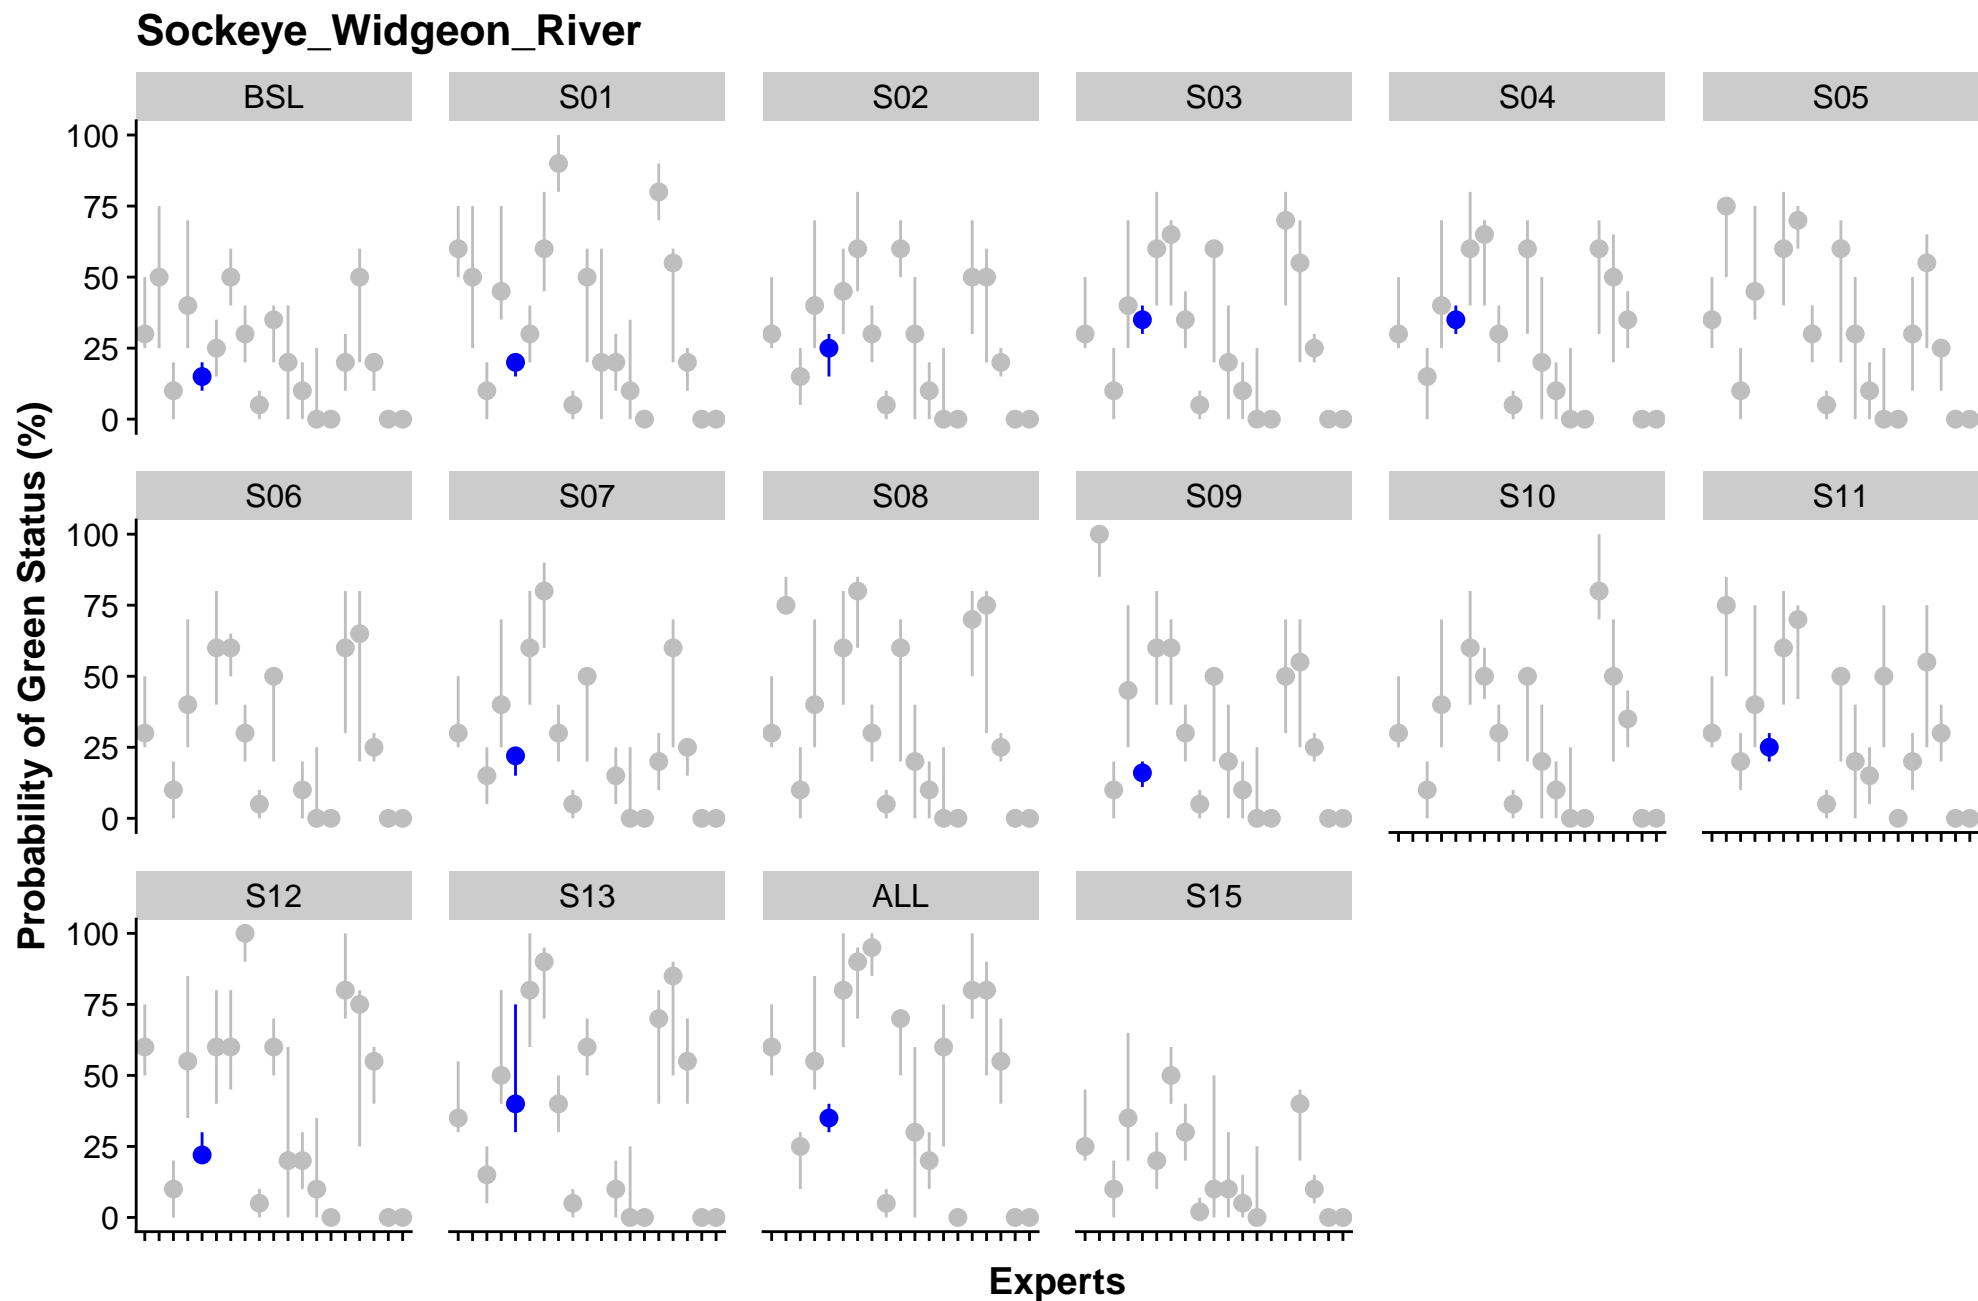 Sockeye_Widgeon_River
BSL S01 S02 S03 S04 S05
100
75
50
25
0
S06 S07 S08 S09 S10 S11
100
75
50
25
0
S12 S13 ALL S15
100
75
50
25
0
Probability of Green Status (%)
Experts